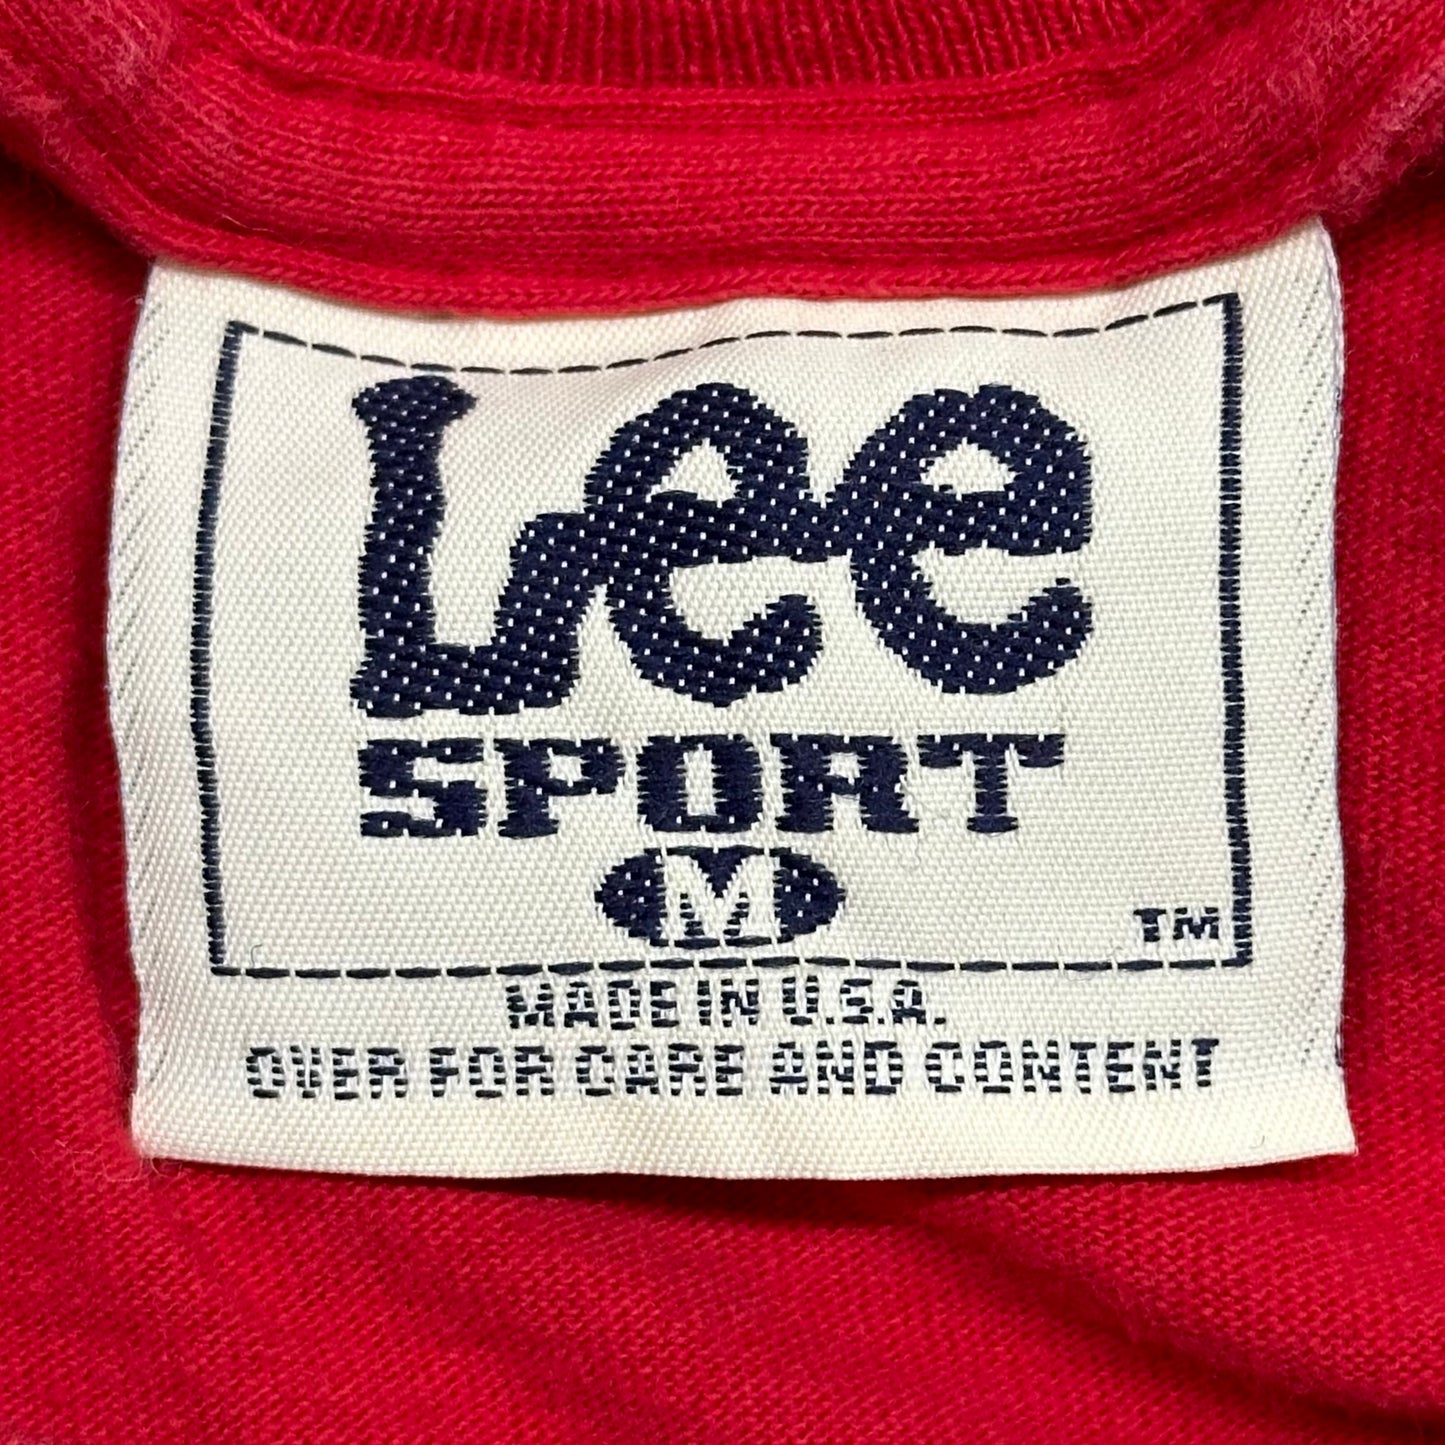 Lee
SPORT
M
TM
MADE IN U.S.A.
OVER FOR CARE AND CONTENT